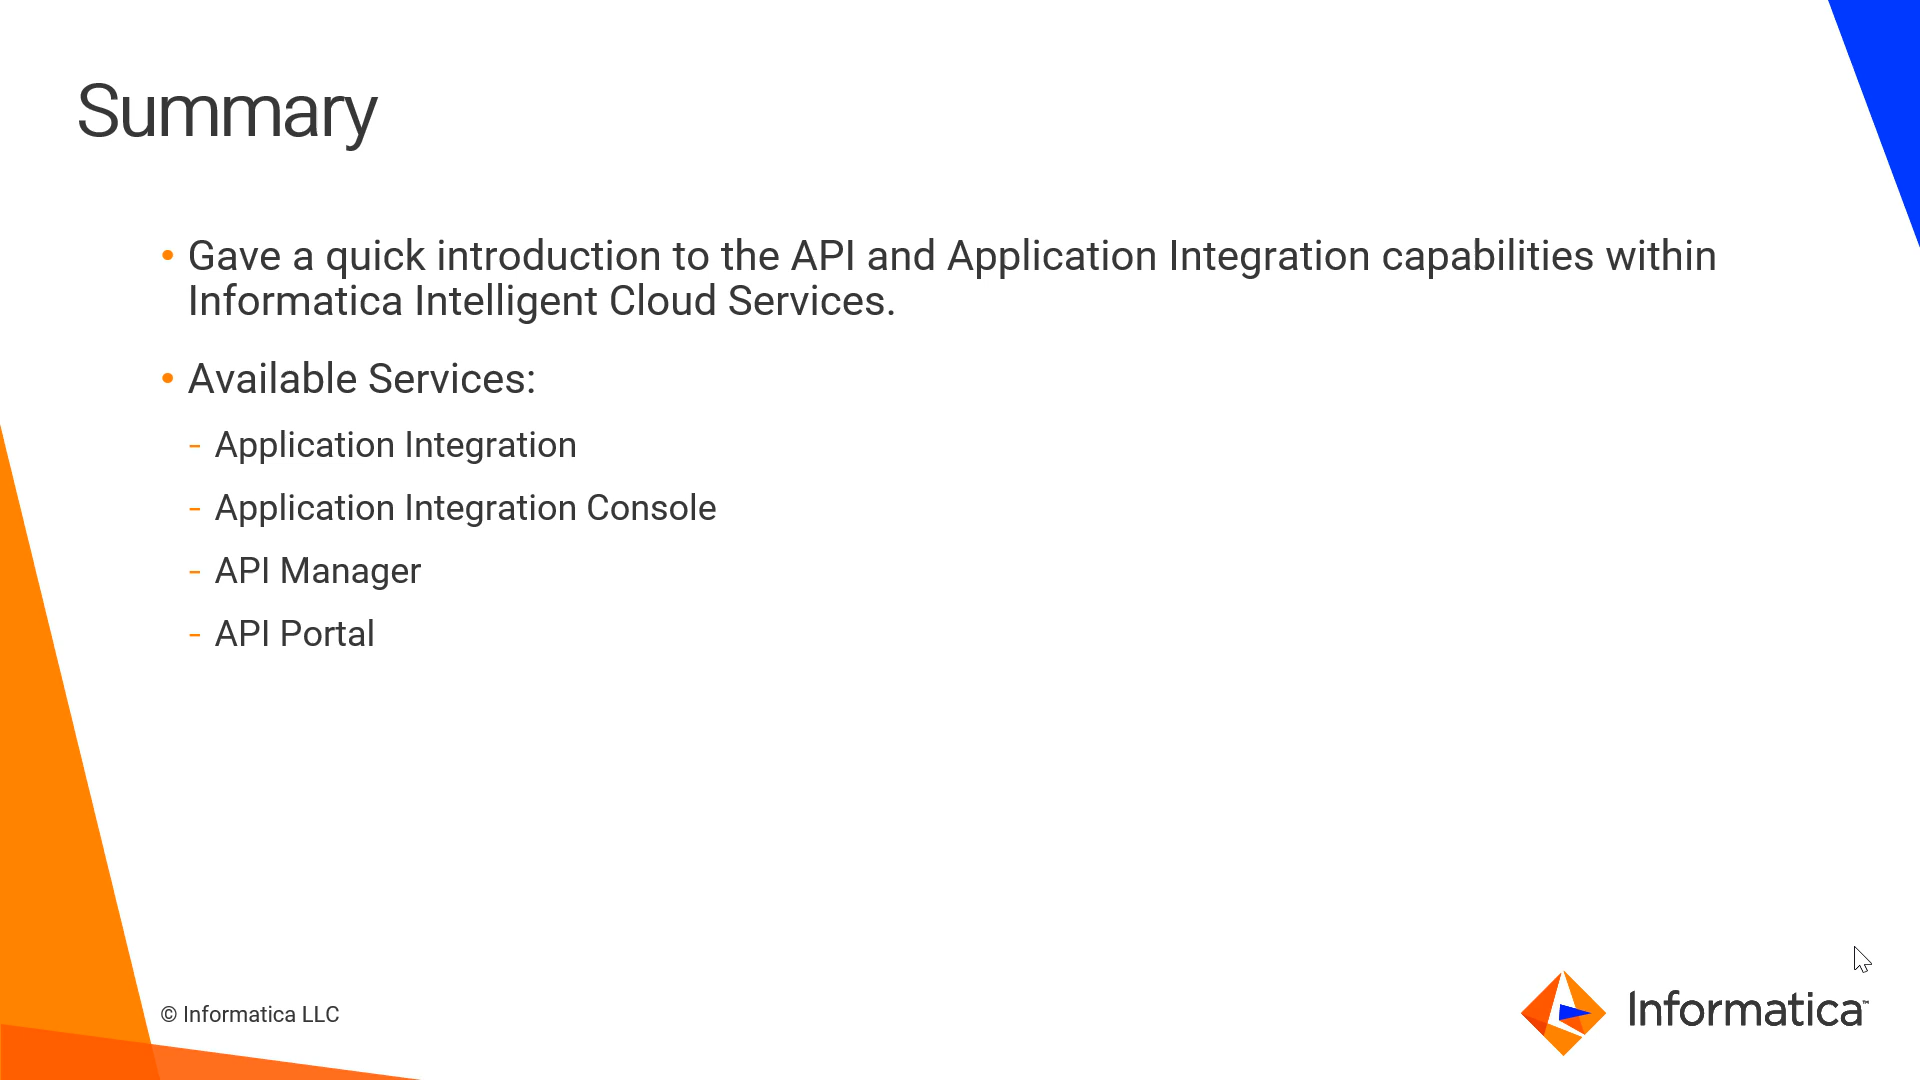 Summary
• Gave a quick introduction to the API and Application Integration capabilities within
Informatica Intelligent Cloud Services.
• Available Services:
- Application Integration
- Application Integration Console
- API Manager
- API Portal
© Informatica LLC
Informatica™